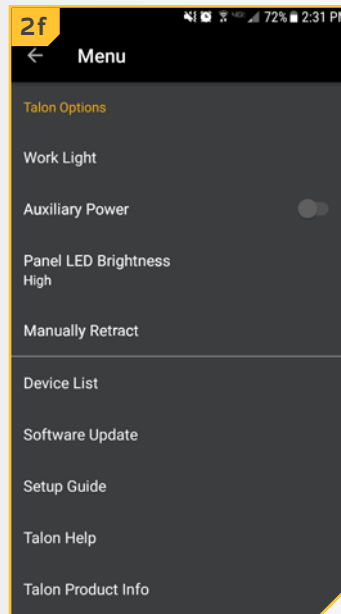 2f
72% 2:31 PM
Menu
Talon Options
Work Light
Auxiliary Power
Panel LED Brightness
High
Manually Retract
Device List
Software Update
Setup Guide
Talon Help
Talon Product Info